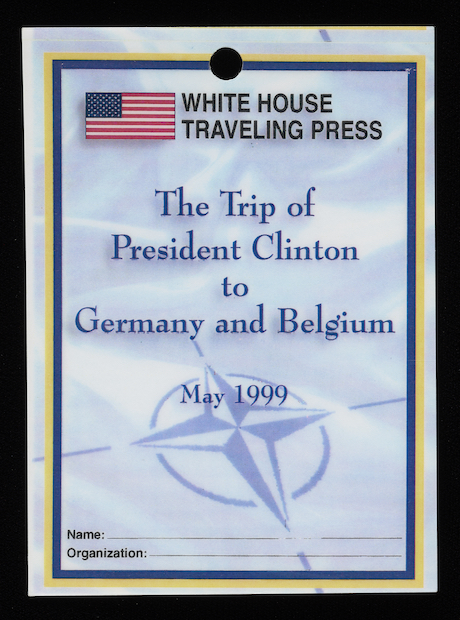 WHITE HOUSE
TRAVELING PRESS
The Trip of
President Clinton
to
Germany and Belgium
May 1999
Name:
Organization: